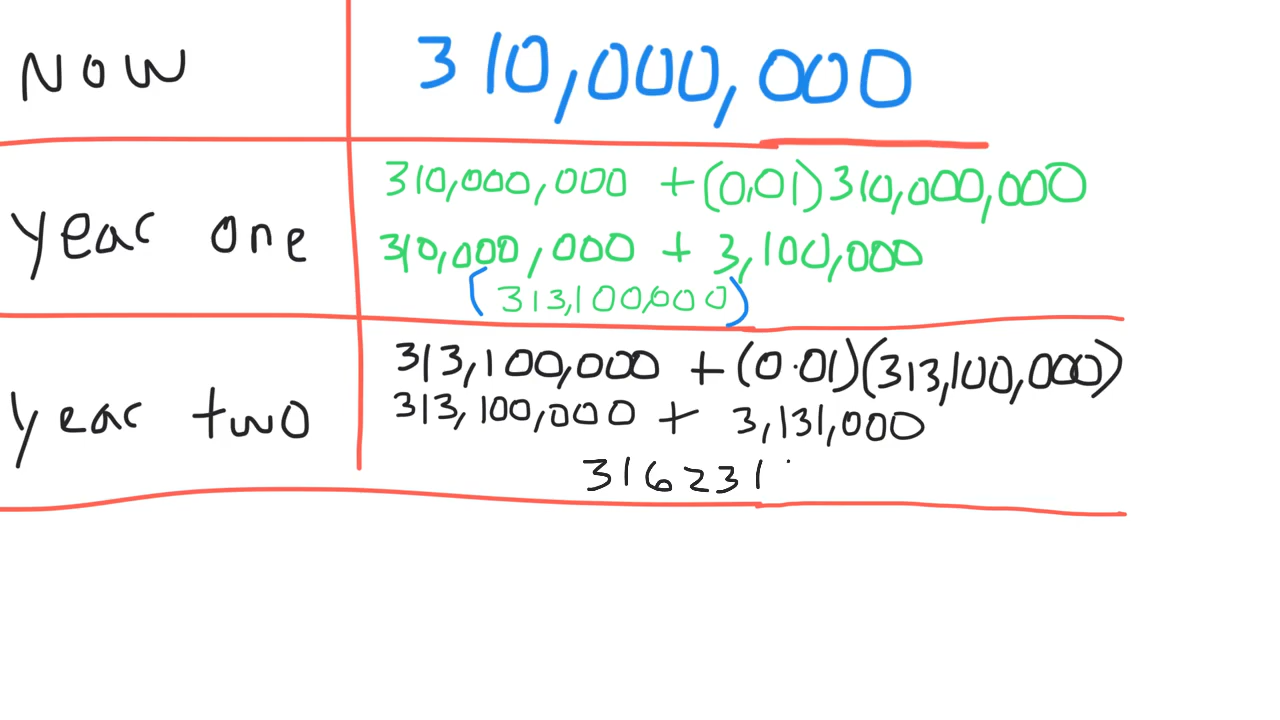 NOW 310,000,000
310,000,000 + (0.01) 310,000,000
year one 310,000,000 + 3,100,000
(313,100,000)
313,100,000 + (0.01)(313,100,000)
year two 313,100,000 + 3,131,000
316231